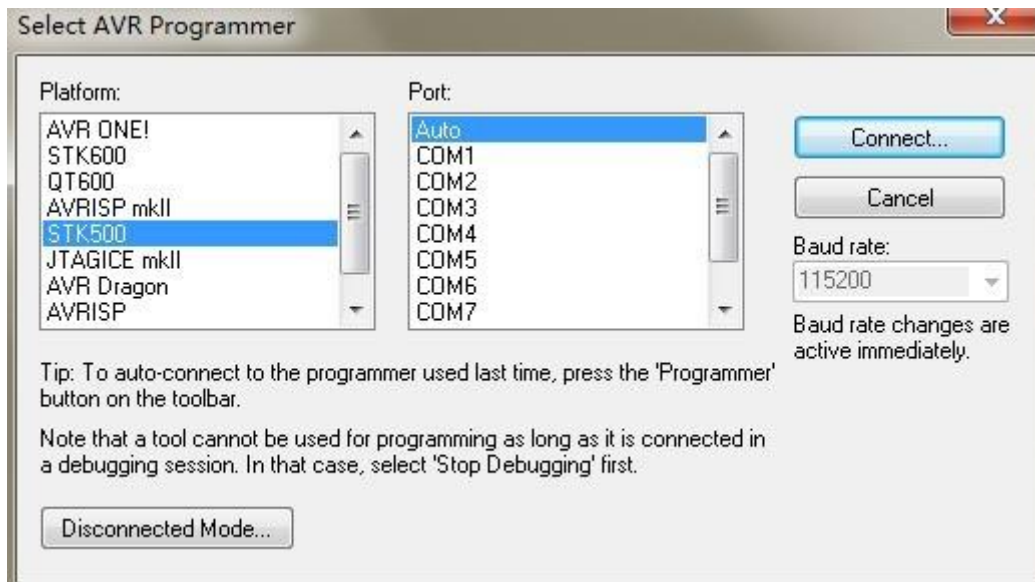 Select AVR Programmer
Platform:
AVR ONE!
STK600
QT600
AVRISP mkII
STK500
JTAGICE mkII
AVR Dragon
AVRISP
Port:
Auto
COM1
COM2
COM3
COM4
COM5
COM6
COM7
Connect...
Cancel
Baud rate:
115200
Baud rate changes are
active immediately.
Tip: To auto-connect to the programmer used last time, press the 'Programmer'
button on the toolbar.
Note that a tool cannot be used for programming as long as it is connected in
a debugging session. In that case, select 'Stop Debugging' first.
Disconnected Mode...